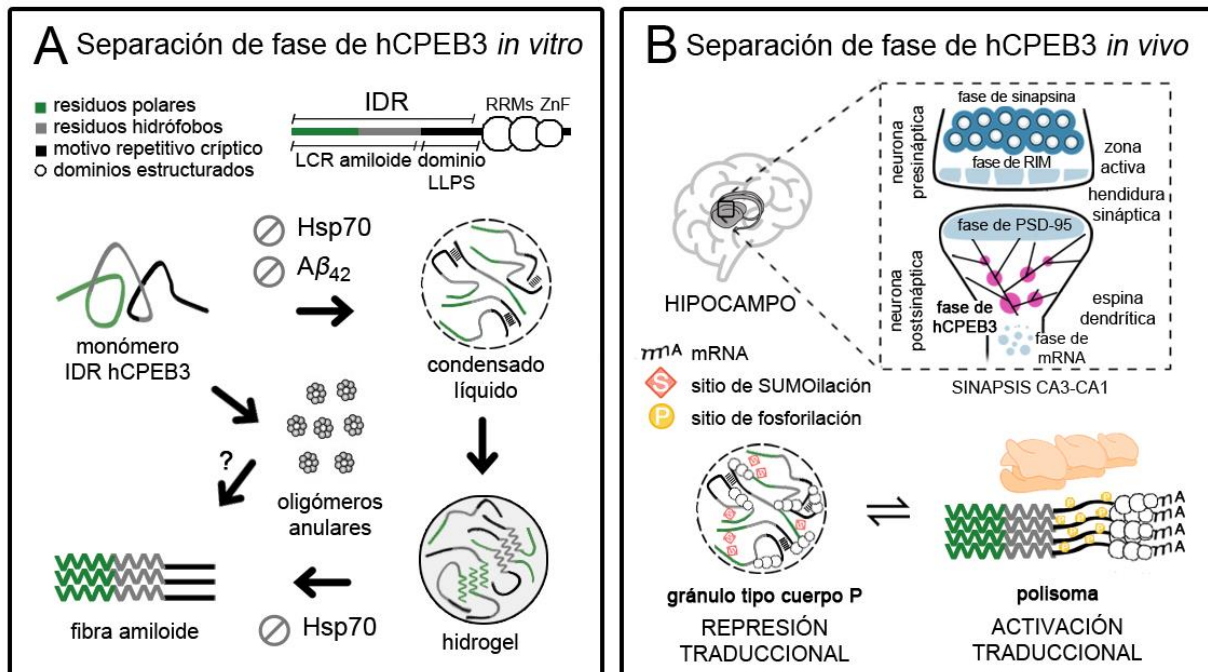 A Separación de fase de hCPEB3 in vitro
residuos polares
residuos hidrófobos
motivo repetitivo críptico
dominios estructurados
IDR
RRMs ZnF
LCR amiloide
dominio
LLPS
Hsp70
Aβ42
monómero
IDR hCPEB3
condensado
líquido
?
oligómeros
anulares
fibra amiloide
Hsp70
hidrogel
B Separación de fase de hCPEB3 in vivo
HIPOCAMPO
neurona
presináptica
fase de sinapsina
fase de RIM
zona
activa
hendidura
sináptica
neurona
postsináptica
fase de PSD-95
fase de
hCPEB3
fase de
mRNA
espina
dendrítica
SINAPSIS CA3-CA1
A mRNA
S sitio de SUMOilación
P sitio de fosforilación
S
S
S
S
S
S
gránulo tipo cuerpo P
REPRESIÓN
TRADUCCIONAL
P
P
P
P
P
P
A
A
A
A
polisoma
ACTIVACIÓN
TRADUCCIONAL